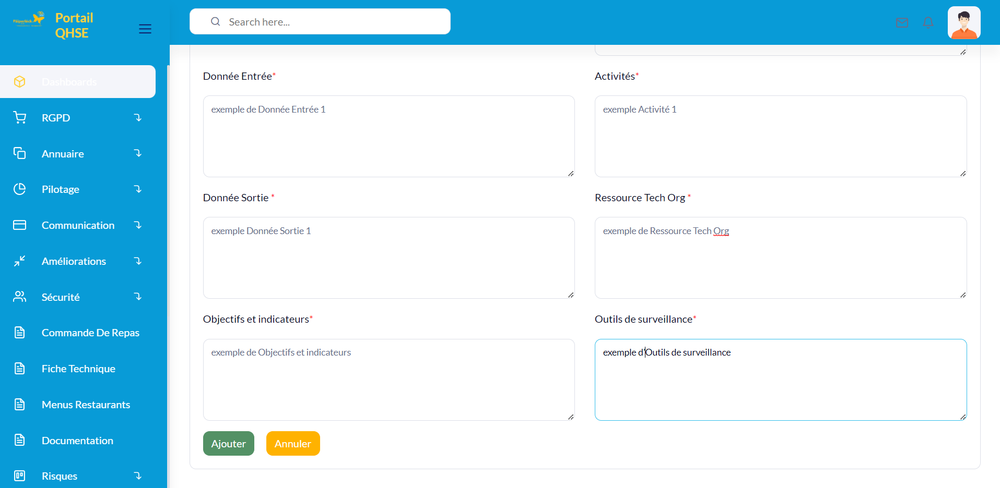 Päiperléck
Portail
QHSE
Search here...
Dashboards
RGPD
Annuaire
Pilotage
Communication
Améliorations
Sécurité
Commande De Repas
Fiche Technique
Menus Restaurants
Documentation
Risques
Donnée Entrée*
Activités*
exemple de Donnée Entrée 1
exemple Activité 1
Donnée Sortie *
Ressource Tech Org *
exemple Donnée Sortie 1
exemple de Ressource Tech Org
Objectifs et indicateurs*
Outils de surveillance*
exemple de Objectifs et indicateurs
exemple d'Outils de surveillance
Ajouter
Annuler